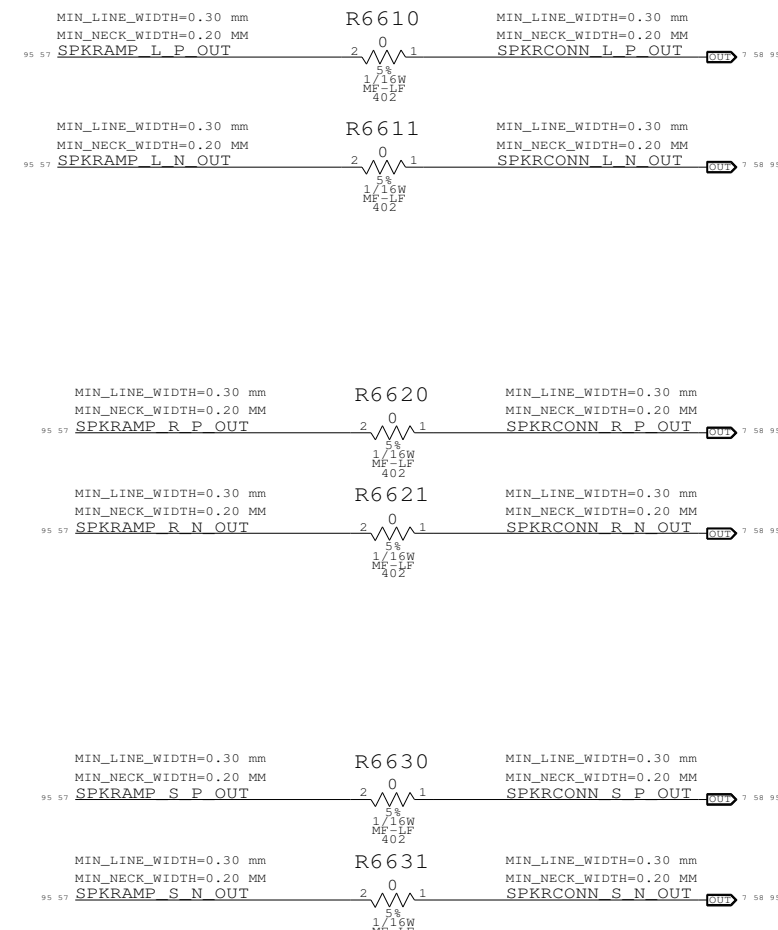 MIN_LINE_WIDTH=0.30 mm R6610 MIN_LINE_WIDTH=0.30 mm
MIN_NECK_WIDTH=0.20 MM 0 MIN_NECK_WIDTH=0.20 MM
95 57 SPKRAMP_L_P_OUT 2 1 SPKRCONN_L_P_OUT OUT 7 58 95
5%
1/16W
MF-LF
402
MIN_LINE_WIDTH=0.30 mm R6611 MIN_LINE_WIDTH=0.30 mm
MIN_NECK_WIDTH=0.20 MM 0 MIN_NECK_WIDTH=0.20 MM
95 57 SPKRAMP_L_N_OUT 2 1 SPKRCONN_L_N_OUT OUT 7 58 95
5%
1/16W
MF-LF
402
MIN_LINE_WIDTH=0.30 mm R6620 MIN_LINE_WIDTH=0.30 mm
MIN_NECK_WIDTH=0.20 MM 0 MIN_NECK_WIDTH=0.20 MM
95 57 SPKRAMP_R_P_OUT 2 1 SPKRCONN_R_P_OUT OUT 7 58 95
5%
1/16W
MF-LF
402
MIN_LINE_WIDTH=0.30 mm R6621 MIN_LINE_WIDTH=0.30 mm
MIN_NECK_WIDTH=0.20 MM 0 MIN_NECK_WIDTH=0.20 MM
95 57 SPKRAMP_R_N_OUT 2 1 SPKRCONN_R_N_OUT OUT 7 58 95
5%
1/16W
MF-LF
402
MIN_LINE_WIDTH=0.30 mm R6630 MIN_LINE_WIDTH=0.30 mm
MIN_NECK_WIDTH=0.20 MM 0 MIN_NECK_WIDTH=0.20 MM
95 57 SPKRAMP_S_P_OUT 2 1 SPKRCONN_S_P_OUT OUT 7 58 95
5%
1/16W
MF-LF
402
MIN_LINE_WIDTH=0.30 mm R6631 MIN_LINE_WIDTH=0.30 mm
MIN_NECK_WIDTH=0.20 MM 0 MIN_NECK_WIDTH=0.20 MM
95 57 SPKRAMP_S_N_OUT 2 1 SPKRCONN_S_N_OUT OUT 7 58 95
5%
1/16W